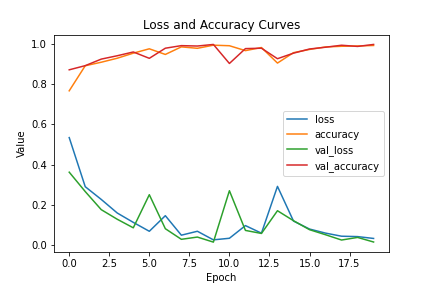 Loss and Accuracy Curves
1.0
0.8
0.6
0.4
0.2
0.0
Value
loss
accuracy
val_loss
val_accuracy
0.0 2.5 5.0 7.5 10.0 12.5 15.0 17.5
Epoch